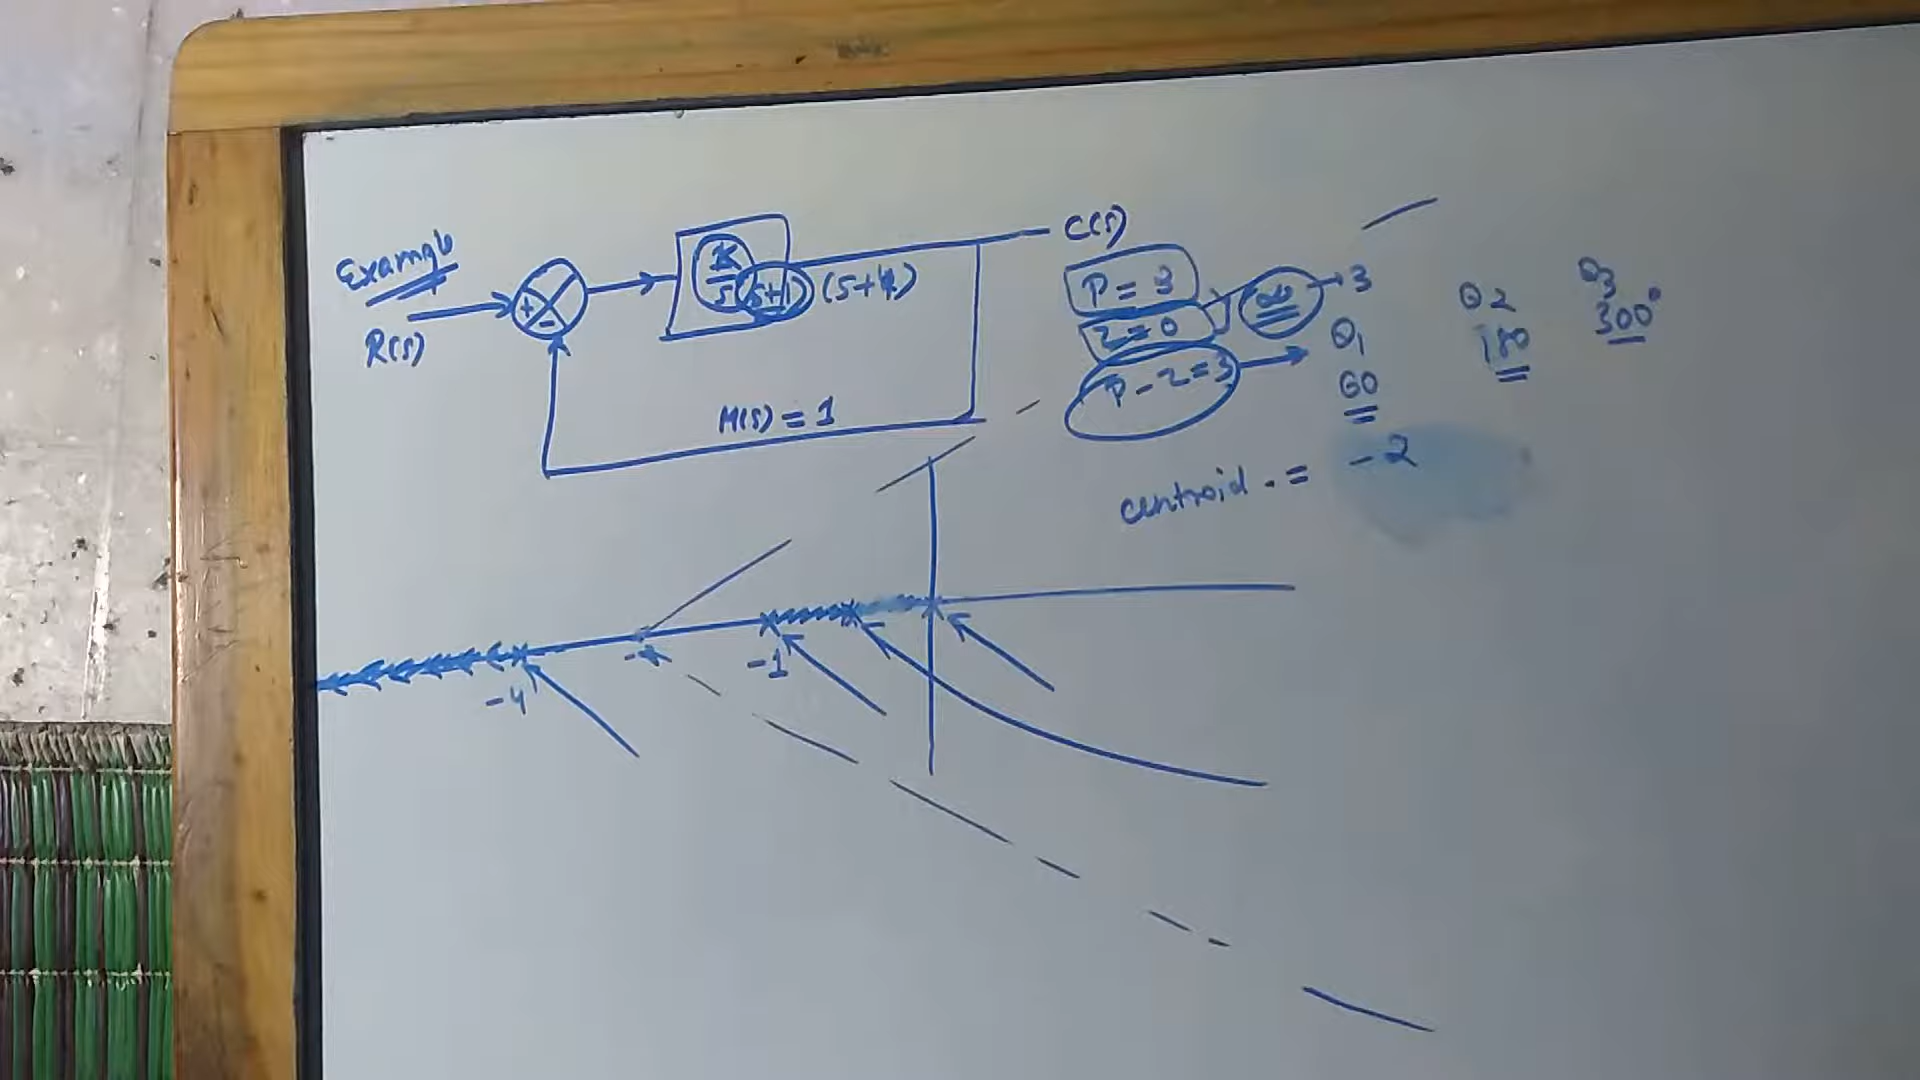 Example
R(s)
+
-
K
s (s+1) (s+4)
C(s)
H(s) = 1
P = 3
Z = 0
P - Z = 3
∞ → 3
θ1
60
θ2
180
θ3
300°
centroid . = -2
-4
-1